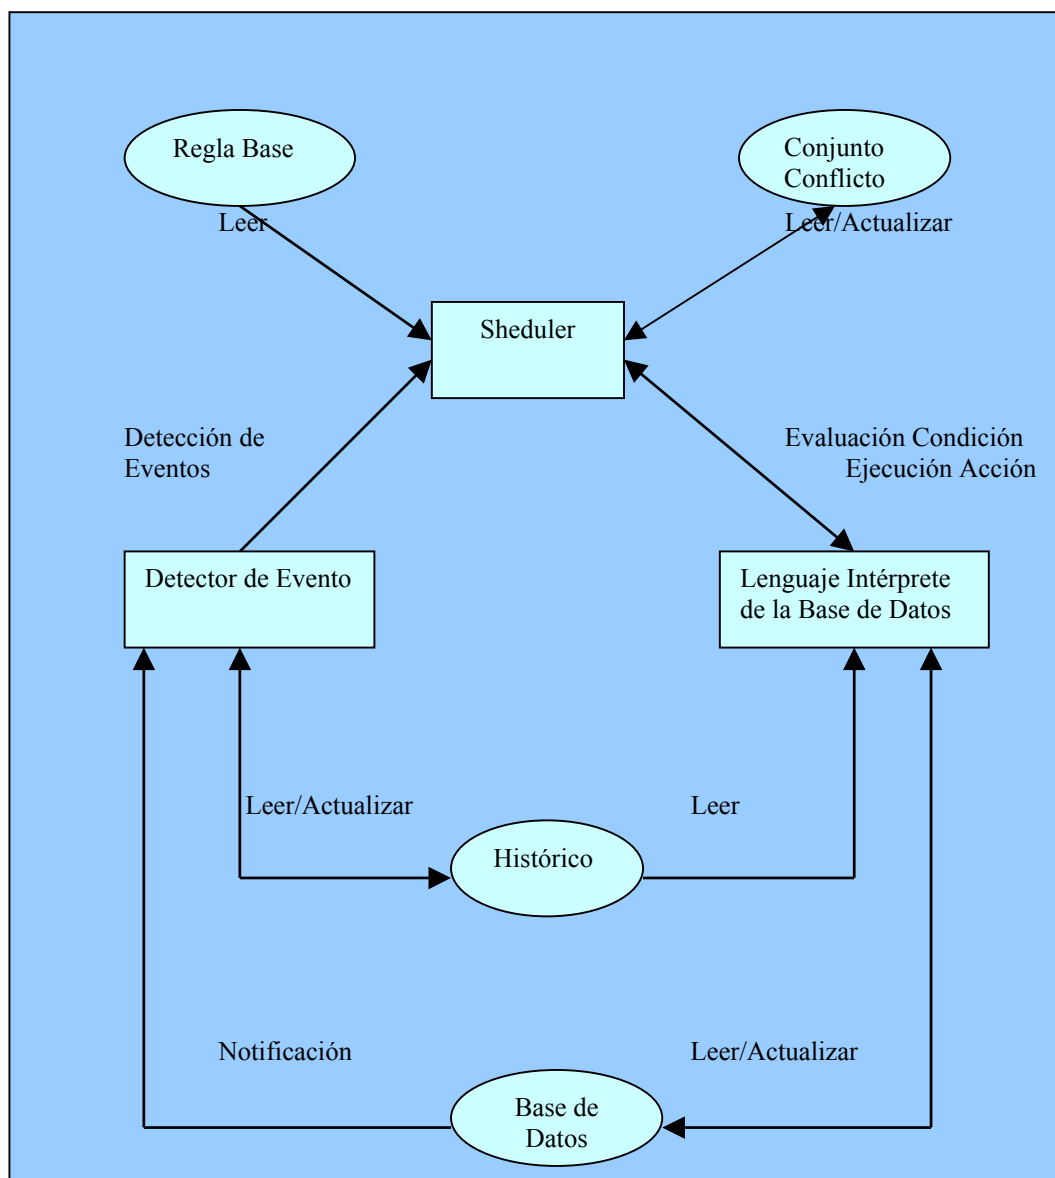 Regla Base
Conjunto
Conflicto
Leer
Leer/Actualizar
Sheduler
Detección de
Eventos
Evaluación Condición
Ejecución Acción
Detector de Evento
Lenguaje Intérprete
de la Base de Datos
Leer/Actualizar
Leer
Histórico
Notificación
Leer/Actualizar
Base de
Datos